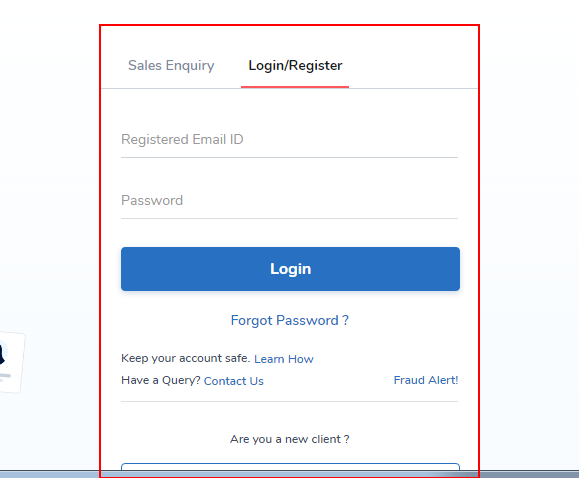 Sales Enquiry Login/Register
Registered Email ID
Password
Login
Forgot Password ?
Keep your account safe. Learn How
Have a Query? Contact Us Fraud Alert!
Are you a new client ?